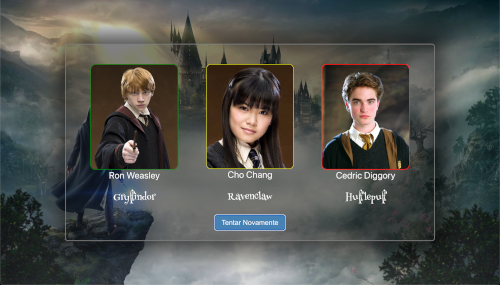 Ron Weasley
Cho Chang
Cedric Diggory
Gryffindor
Ravenclaw
Hufflepuff
Tentar Novamente